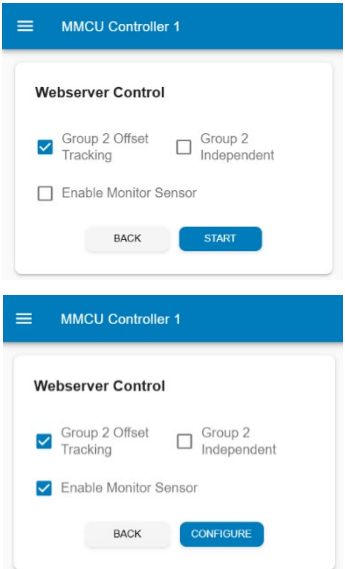 MMCU Controller 1
Webserver Control
Group 2 Offset
Tracking
Group 2
Independent
Enable Monitor Sensor
BACK
START
MMCU Controller 1
Webserver Control
Group 2 Offset
Tracking
Group 2
Independent
Enable Monitor Sensor
BACK
CONFIGURE